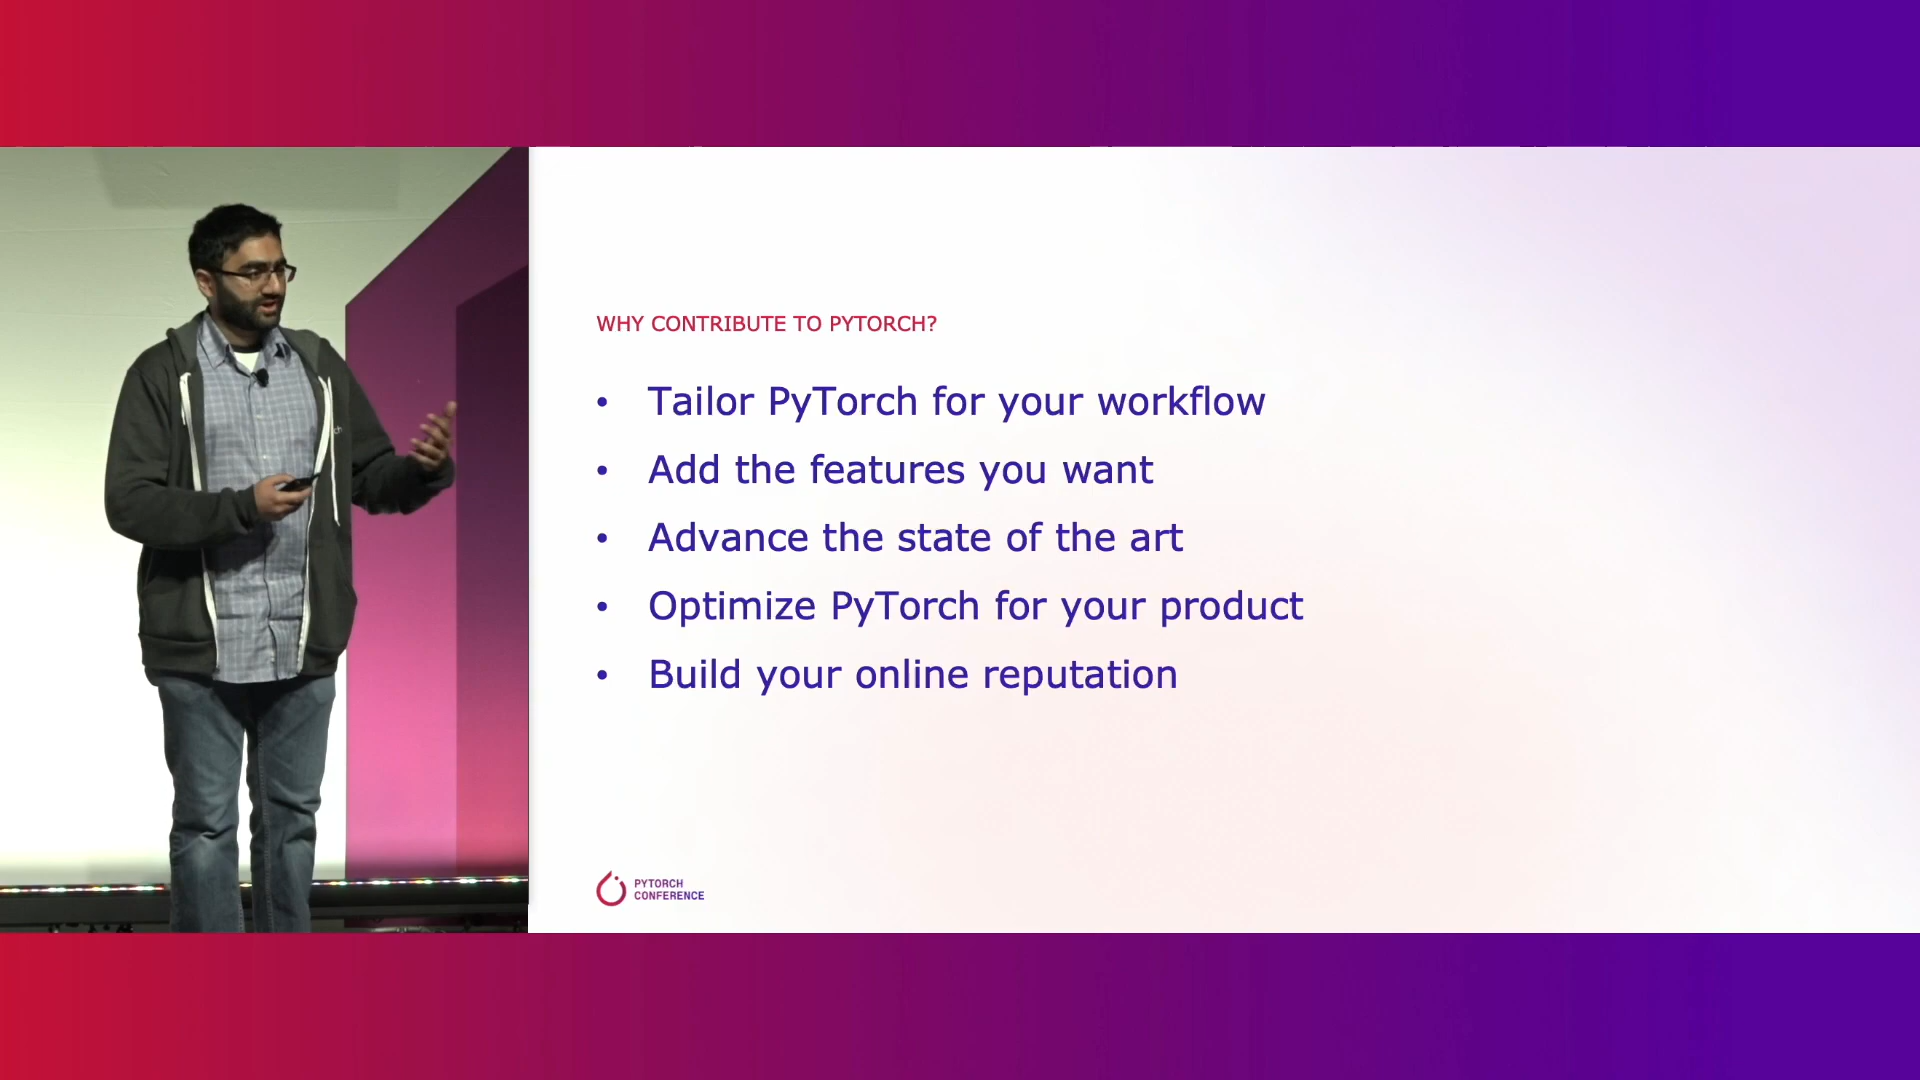 WHY CONTRIBUTE TO PYTORCH?
• Tailor PyTorch for your workflow
• Add the features you want
• Advance the state of the art
• Optimize PyTorch for your product
• Build your online reputation
PYTORCH
CONFERENCE